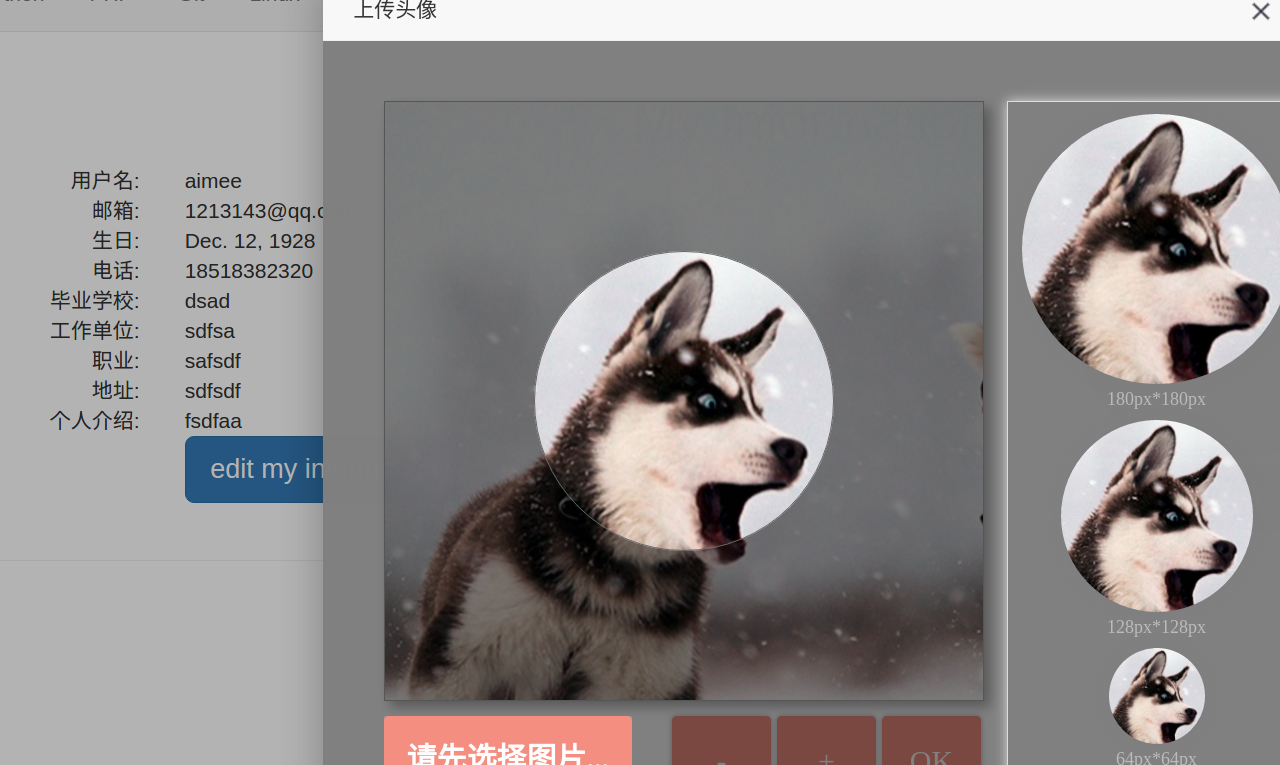 上传头像
用户名: aimee
邮箱: 1213143@qq.c
生日: Dec. 12, 1928
电话: 18518382320
毕业学校: dsad
工作单位: sdfsa
职业: safsdf
地址: sdfsdf
个人介绍: fsdfaa
edit my in
180px*180px
128px*128px
64px*64px
请先选择图片...
- + OK